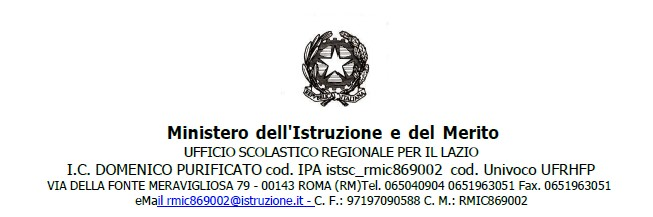 REPVBBLICA ITALIANA
Ministero dell'Istruzione e del Merito
UFFICIO SCOLASTICO REGIONALE PER IL LAZIO
I.C. DOMENICO PURIFICATO cod. IPA istsc_rmic869002 cod. Univoco UFRHFP
VIA DELLA FONTE MERAVIGLIOSA 79 - 00143 ROMA (RM)Tel. 065040904 0651963051 Fax. 0651963051
eMail rmic869002@istruzione.it - C. F.: 97197090588 C. M.: RMIC869002